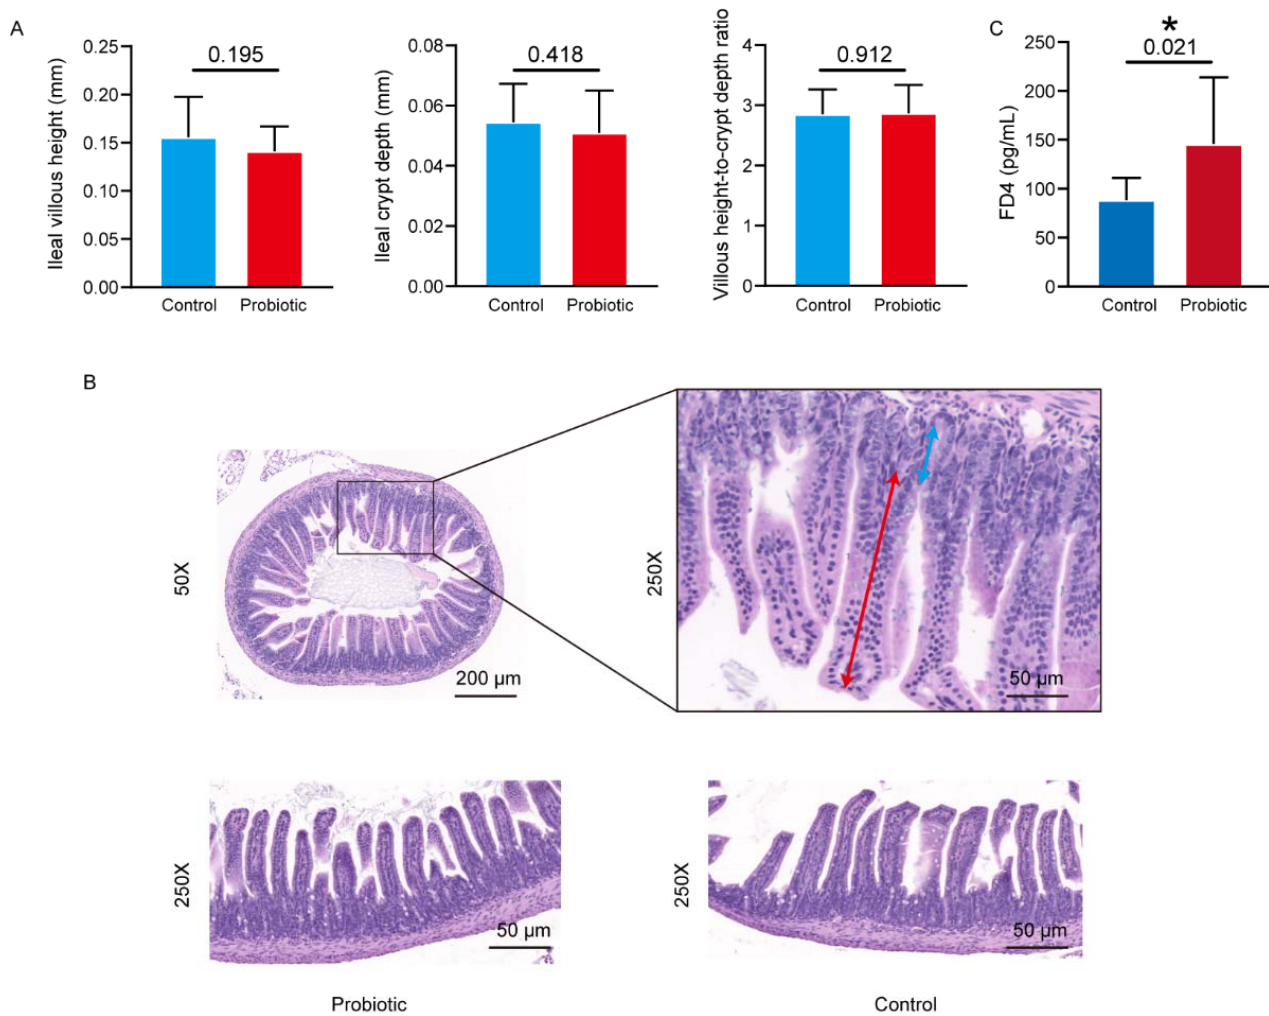 A
Ileal villous height (mm)
0.25
0.20
0.15
0.10
0.05
0.00
0.195
Control
Probiotic
Ileal crypt depth (mm)
0.08
0.06
0.04
0.02
0.00
0.418
Control
Probiotic
Villous height-to-crypt depth ratio
4
3
2
1
0
0.912
Control
Probiotic
C
FD4 (pg/mL)
250
200
150
100
50
0
*
0.021
Control
Probiotic
B
50X
200 µm
250X
50 µm
250X
50 µm
Probiotic
250X
50 µm
Control